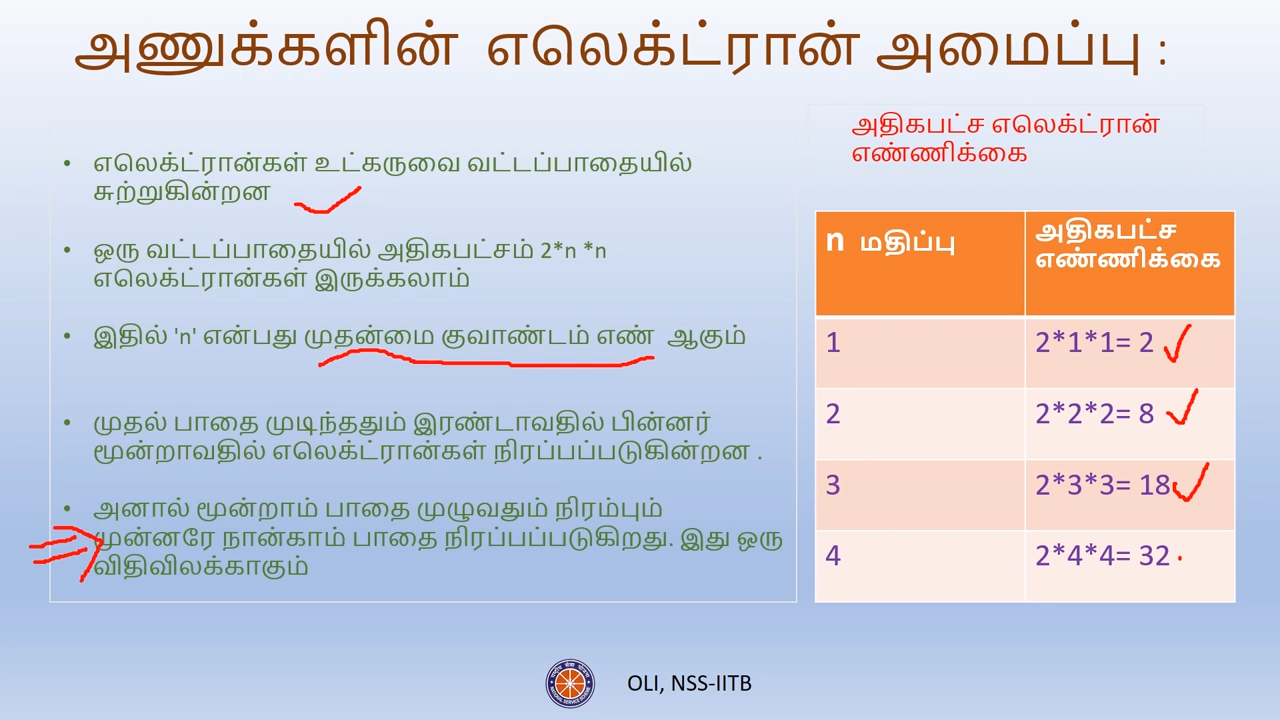 அணுக்களின் எலெக்ட்ரான் அமைப்பு :
• எலெக்ட்ரான்கள் உட்கருவை வட்டப்பாதையில்
சுற்றுகின்றன
• ஒரு வட்டப்பாதையில் அதிகபட்சம் 2*n *n
எலெக்ட்ரான்கள் இருக்கலாம்
• இதில் 'n' என்பது முதன்மை குவாண்டம் எண் ஆகும்
• முதல் பாதை முடிந்ததும் இரண்டாவதில் பின்னர்
மூன்றாவதில் எலெக்ட்ரான்கள் நிரப்பப்படுகின்றன .
• அனால் மூன்றாம் பாதை முழுவதும் நிரம்பும்
முன்னரே நான்காம் பாதை நிரப்பப்படுகிறது. இது ஒரு
விதிவிலக்காகும்
அதிகபட்ச எலெக்ட்ரான்
எண்ணிக்கை
n மதிப்பு
அதிகபட்ச
எண்ணிக்கை
1 2*1*1= 2
2 2*2*2= 8
3 2*3*3= 18
4 2*4*4= 32
OLI, NSS-IITB